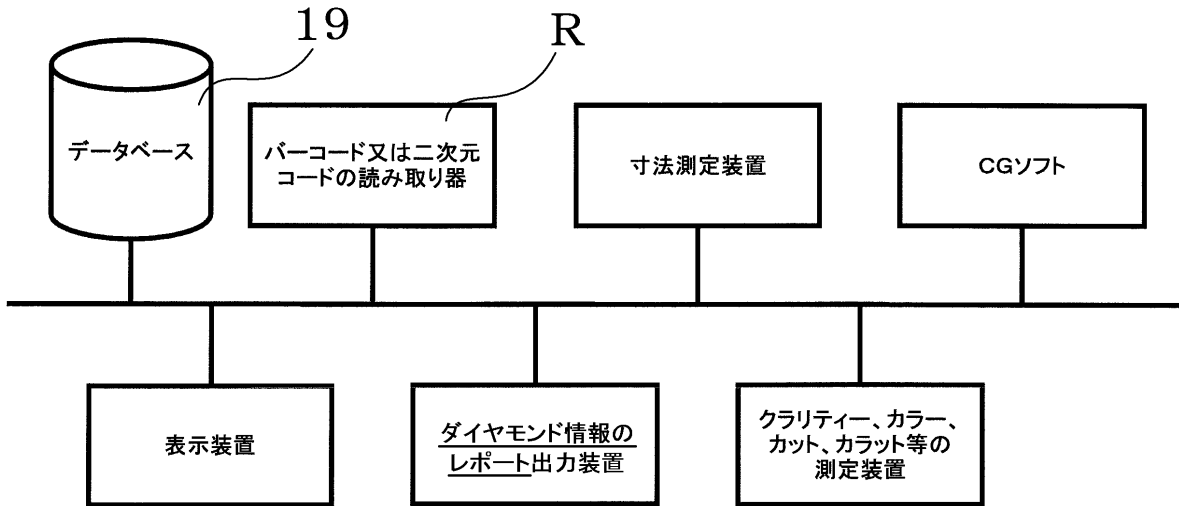 19
R
データベース
バーコード又は二次元
コードの読み取り器
寸法測定装置
CGソフト
表示装置
ダイヤモンド情報の
レポート出力装置
クラリティー、カラー、
カット、カラット等の
測定装置